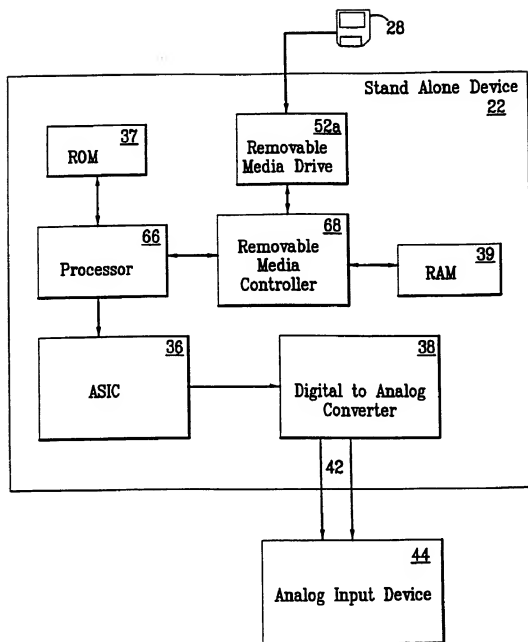 28
Stand Alone Device
22
37
ROM
52a
Removable
Media Drive
66
Processor
68
Removable
Media
Controller
39
RAM
36
ASIC
38
Digital to Analog
Converter
42
44
Analog Input Device